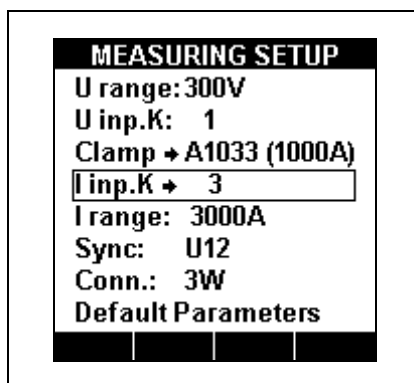 MEASURING SETUP
U range: 300V
U inp.K: 1
Clamp → A1033 (1000A)
I inp.K → 3
I range: 3000A
Sync: U12
Conn.: 3W
Default Parameters